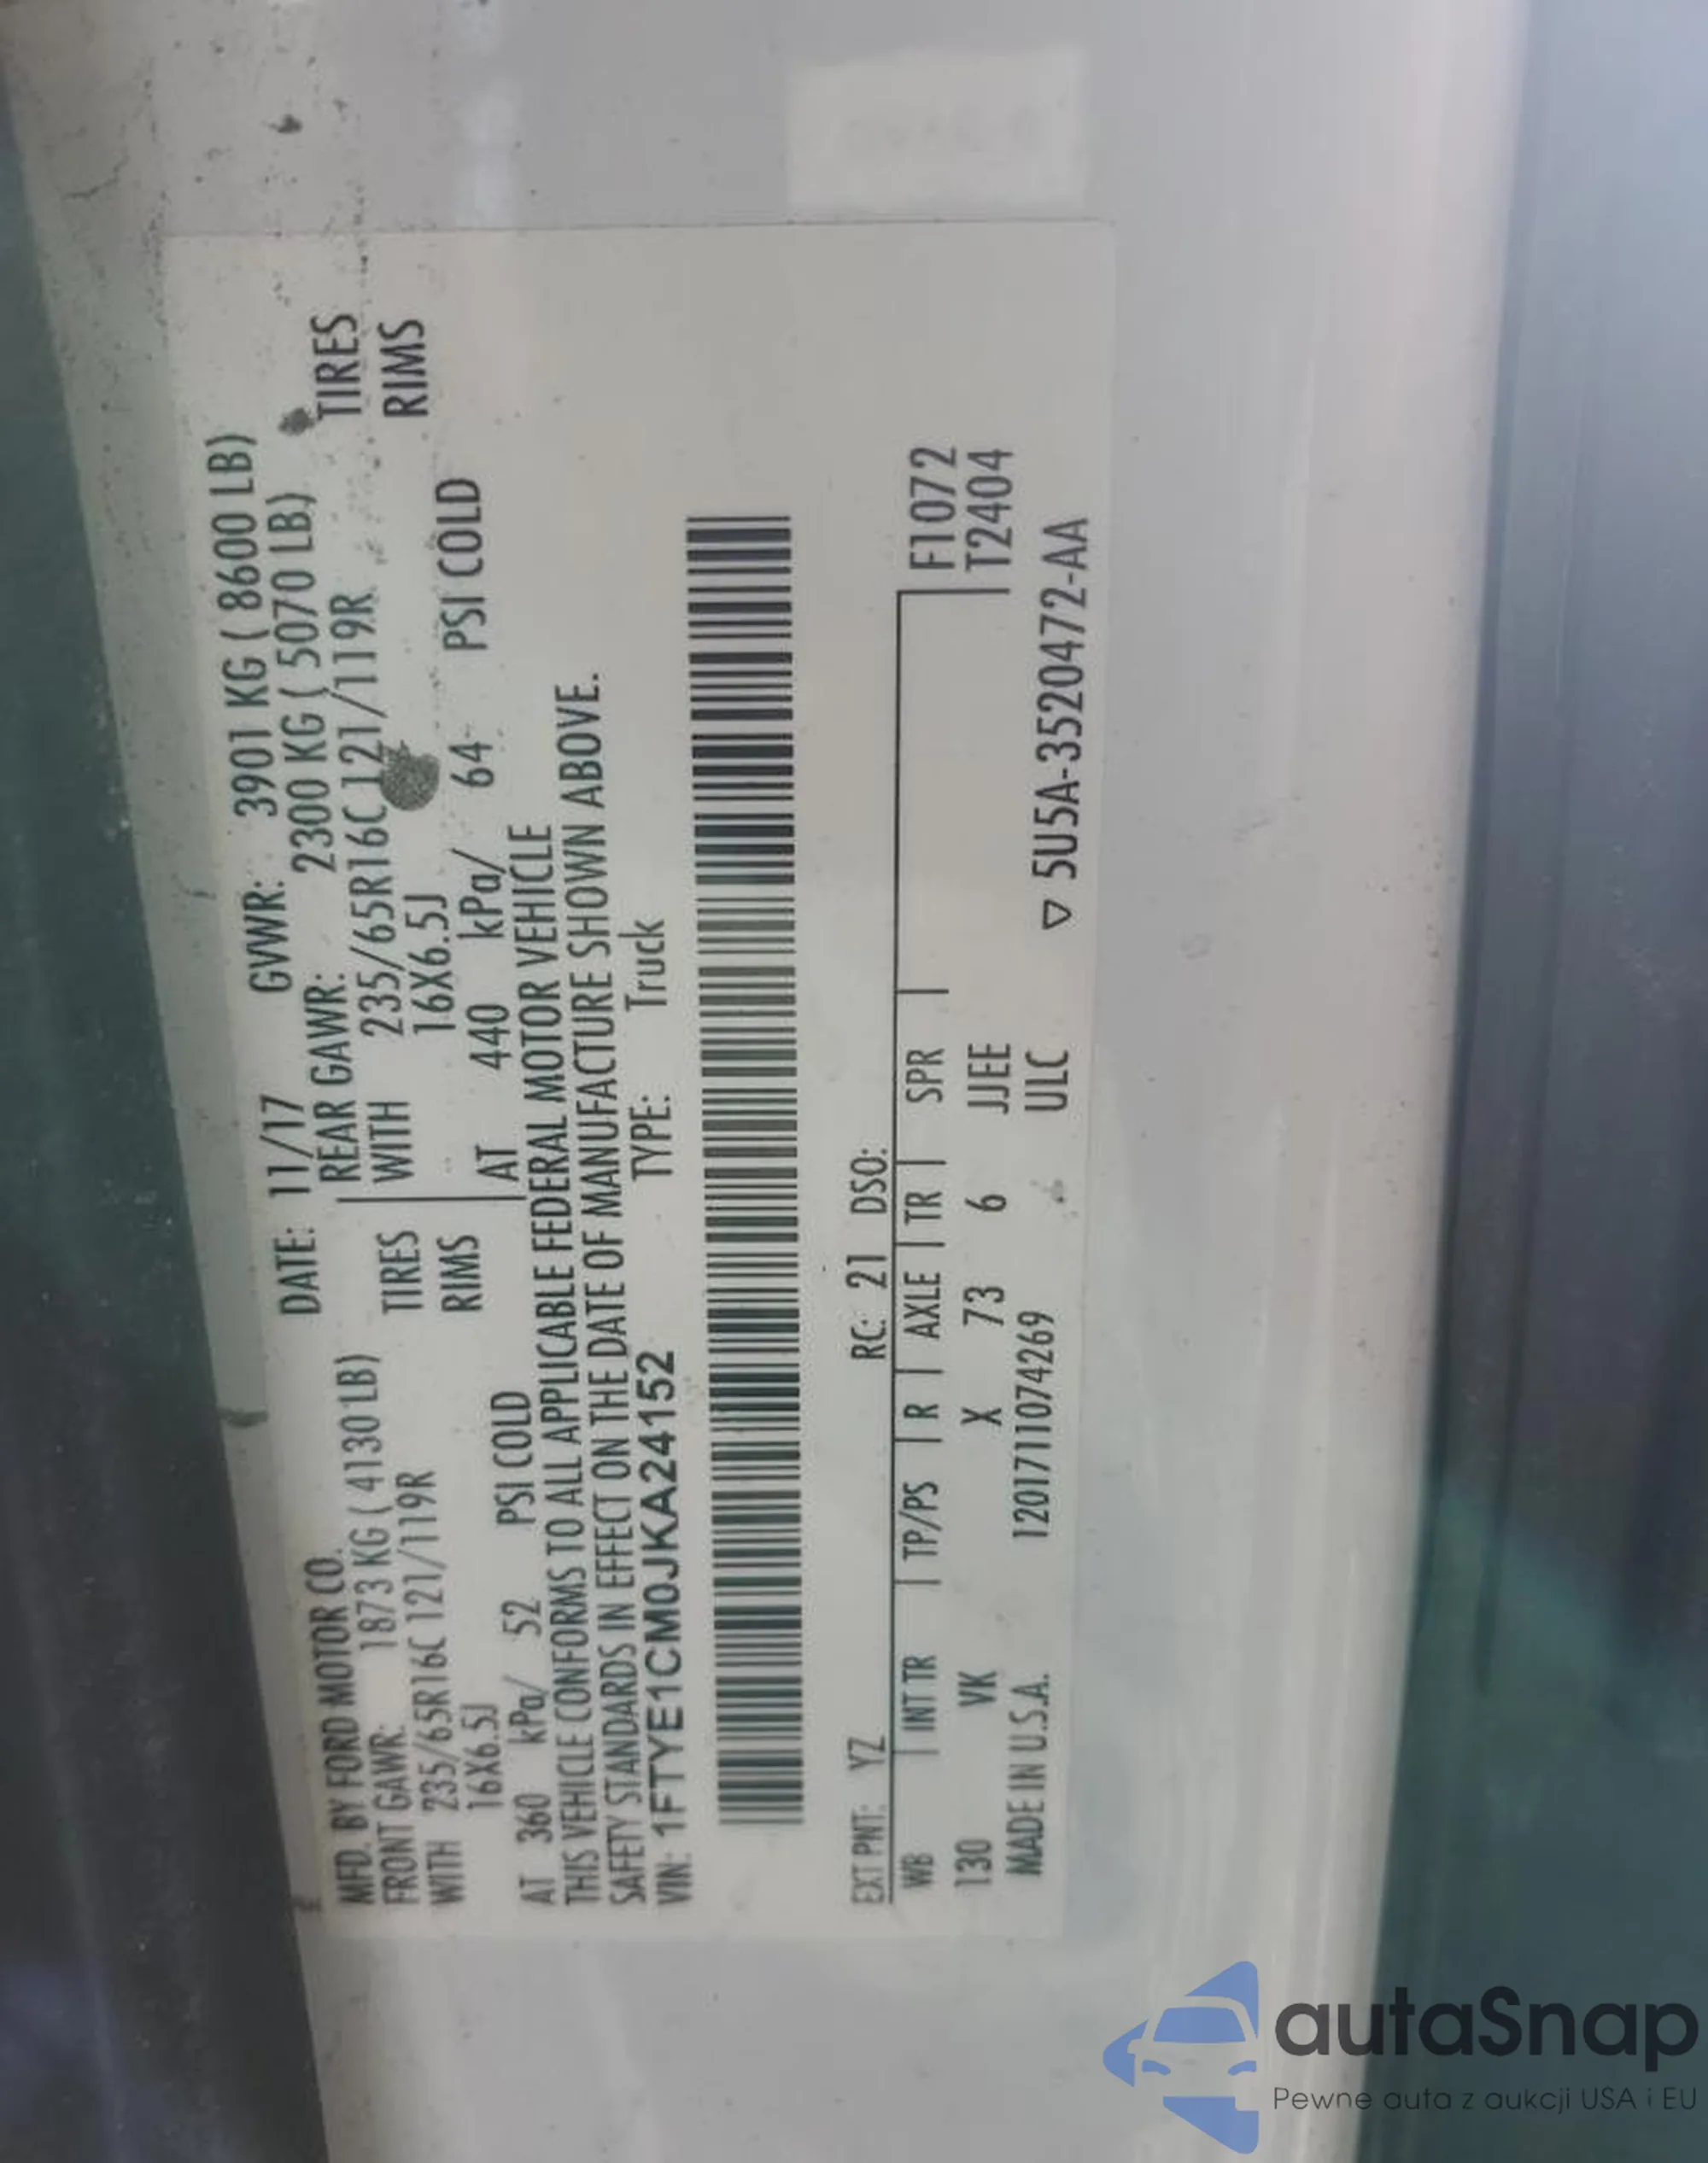 MFD. BY FORD MOTOR CO. DATE: 11/17 GVWR: 3901 KG ( 8600 LB)
FRONT GAWR: 1873 KG ( 4130 LB) REAR GAWR: 2300 KG ( 5070 LB)
WITH 235/65R16C 121/119R TIRES WITH 235/65R16C 121/119R TIRES
16X6.5J RIMS 16X6.5J RIMS
AT 360 kPa/ 52 PSI COLD AT 440 kPa/ 64 PSI COLD
THIS VEHICLE CONFORMS TO ALL APPLICABLE FEDERAL MOTOR VEHICLE
SAFETY STANDARDS IN EFFECT ON THE DATE OF MANUFACTURE SHOWN ABOVE.
VIN: 1FTYE1CM0JKA24152 TYPE: Truck
EXT PNT: YZ RC: 21 DSO:
WB INT TR TP/PS R AXLE TR SPR F1072
130 VK X 73 6 JJEE T2404
MADE IN U.S.A. 1201711074269 ULC
▽ 5U5A-3520472-AA
autaSnap
Pewne auta z aukcji USA i EU